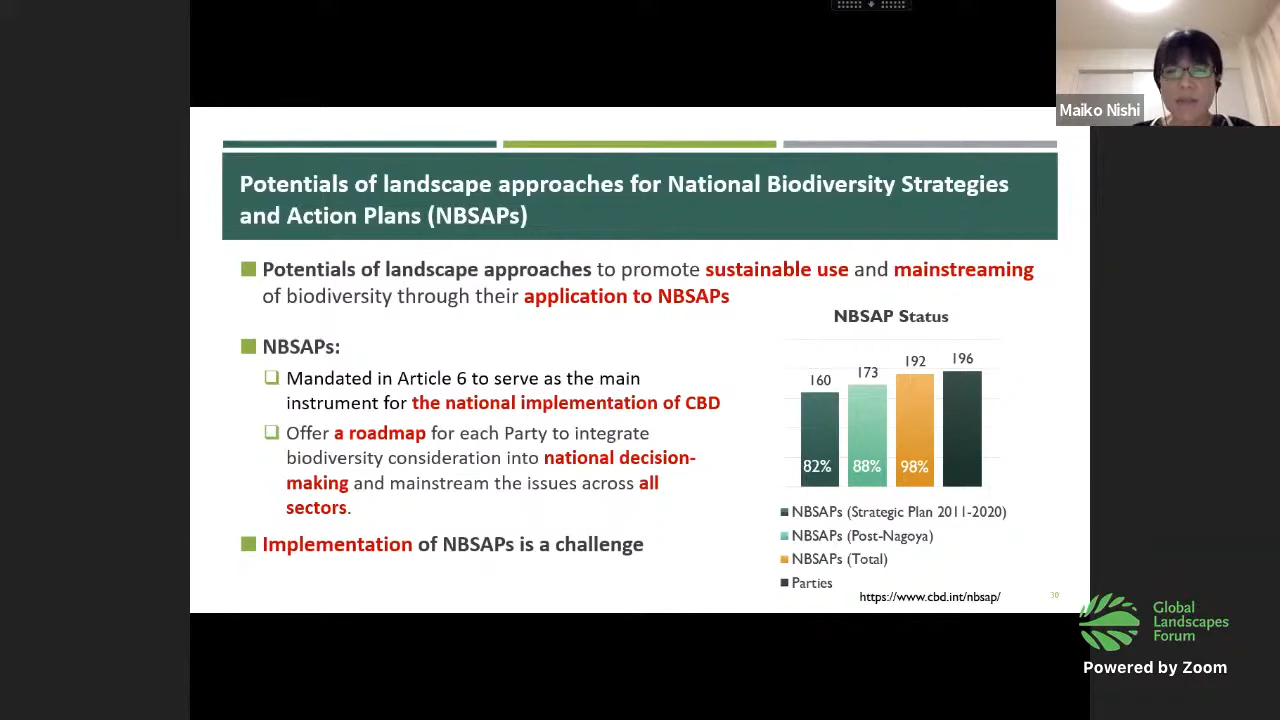 Maiko Nishi
Potentials of landscape approaches for National Biodiversity Strategies
and Action Plans (NBSAPs)
Potentials of landscape approaches to promote sustainable use and mainstreaming
of biodiversity through their application to NBSAPs
NBSAPs:
Mandated in Article 6 to serve as the main
instrument for the national implementation of CBD
Offer a roadmap for each Party to integrate
biodiversity consideration into national decision-
making and mainstream the issues across all
sectors.
Implementation of NBSAPs is a challenge
NBSAP Status
160
173
192
196
82%
88%
98%
NBSAPs (Strategic Plan 2011-2020)
NBSAPs (Post-Nagoya)
NBSAPs (Total)
Parties
https://www.cbd.int/nbsap/
30
Global
Landscapes
Forum
Powered by Zoom